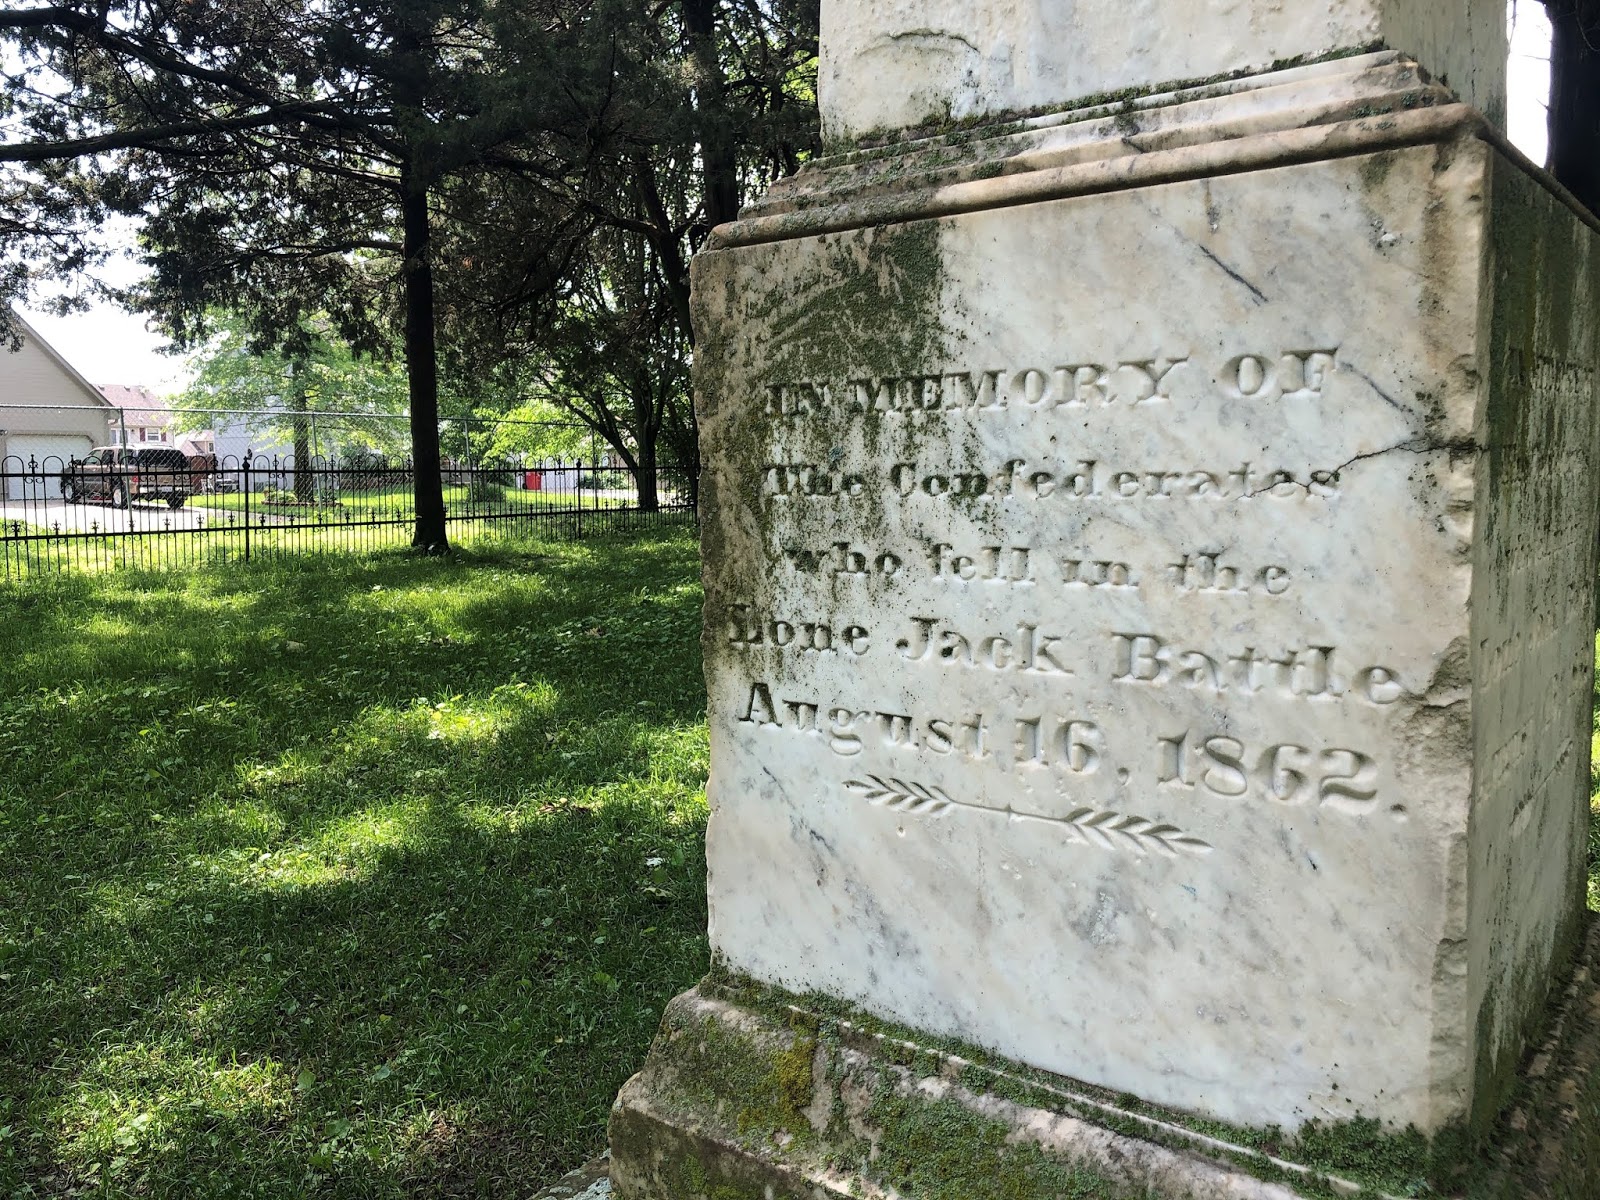 IN MEMORY OF
The Confederates
who fell in the
Lone Jack Battle
August 16, 1862.